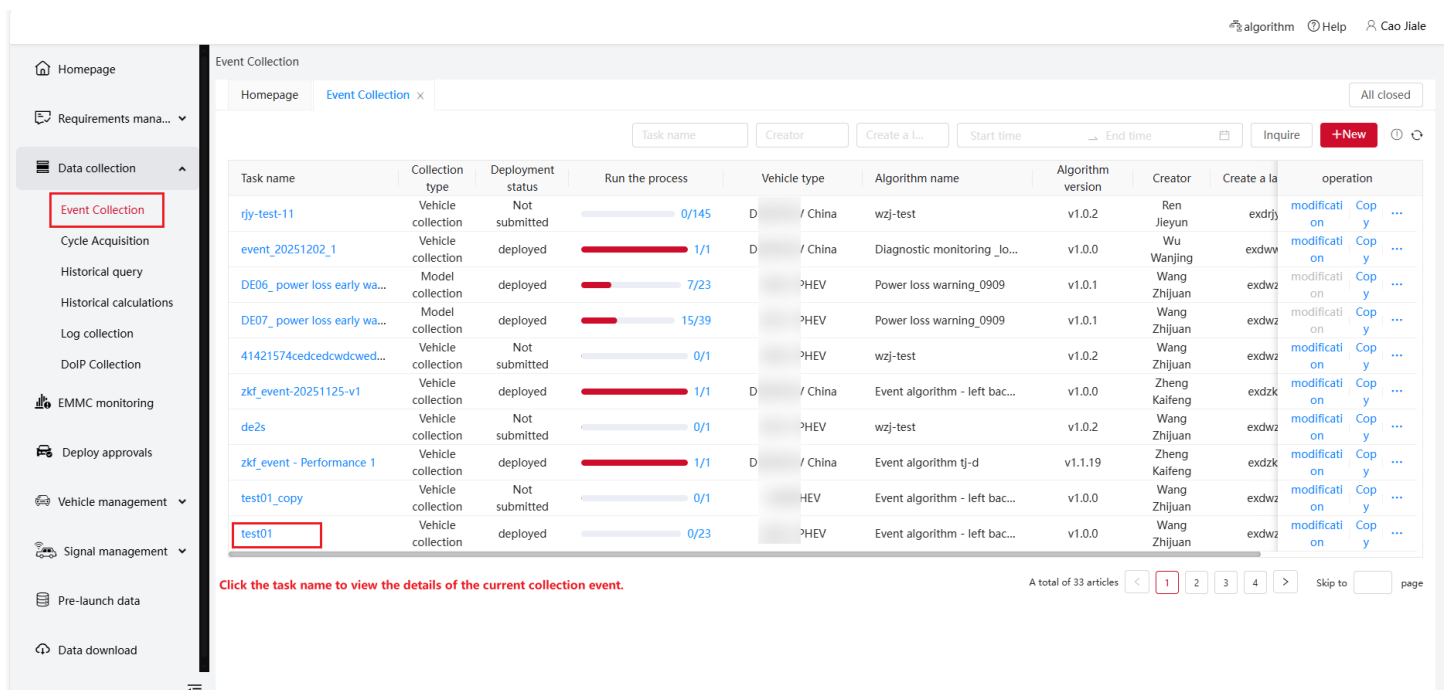 algorithm Help Cao Jiale
Homepage
Requirements mana...
Data collection
Event Collection
Cycle Acquisition
Historical query
Historical calculations
Log collection
DoIP Collection
EMMC monitoring
Deploy approvals
Vehicle management
Signal management
Pre-launch data
Data download
Event Collection
Homepage Event Collection × All closed
Task name Creator Create a l... Start time → End time Inquire +New
Task name Collection type Deployment status Run the process Vehicle type Algorithm name Algorithm version Creator Create a la operation
rjy-test-11 Vehicle collection Not submitted 0/145 D / China wzj-test v1.0.2 Ren Jieyun exdrjy modification Copy ...
event_20251202_1 Vehicle collection deployed 1/1 D / China Diagnostic monitoring _lo... v1.0.0 Wu Wanjing exdww modification Copy ...
DE06_ power loss early wa... Model collection deployed 7/23 PHEV Power loss warning_0909 v1.0.1 Wang Zhijuan exdwz modification Copy ...
DE07_ power loss early wa... Model collection deployed 15/39 PHEV Power loss warning_0909 v1.0.1 Wang Zhijuan exdwz modification Copy ...
41421574cedcedcwdcwed... Vehicle collection Not submitted 0/1 PHEV wzj-test v1.0.2 Wang Zhijuan exdwz modification Copy ...
zkf_event-20251125-v1 Vehicle collection deployed 1/1 D / China Event algorithm - left bac... v1.0.0 Zheng Kaifeng exdzk modification Copy ...
de2s Vehicle collection Not submitted 0/1 PHEV wzj-test v1.0.2 Wang Zhijuan exdwz modification Copy ...
zkf_event - Performance 1 Vehicle collection deployed 1/1 D / China Event algorithm tj-d v1.1.19 Zheng Kaifeng exdzk modification Copy ...
test01_copy Vehicle collection Not submitted 0/1 HEV Event algorithm - left bac... v1.0.0 Wang Zhijuan exdwz modification Copy ...
test01 Vehicle collection deployed 0/23 PHEV Event algorithm - left bac... v1.0.0 Wang Zhijuan exdwz modification Copy ...
Click the task name to view the details of the current collection event.
A total of 33 articles < 1 2 3 4 > Skip to page